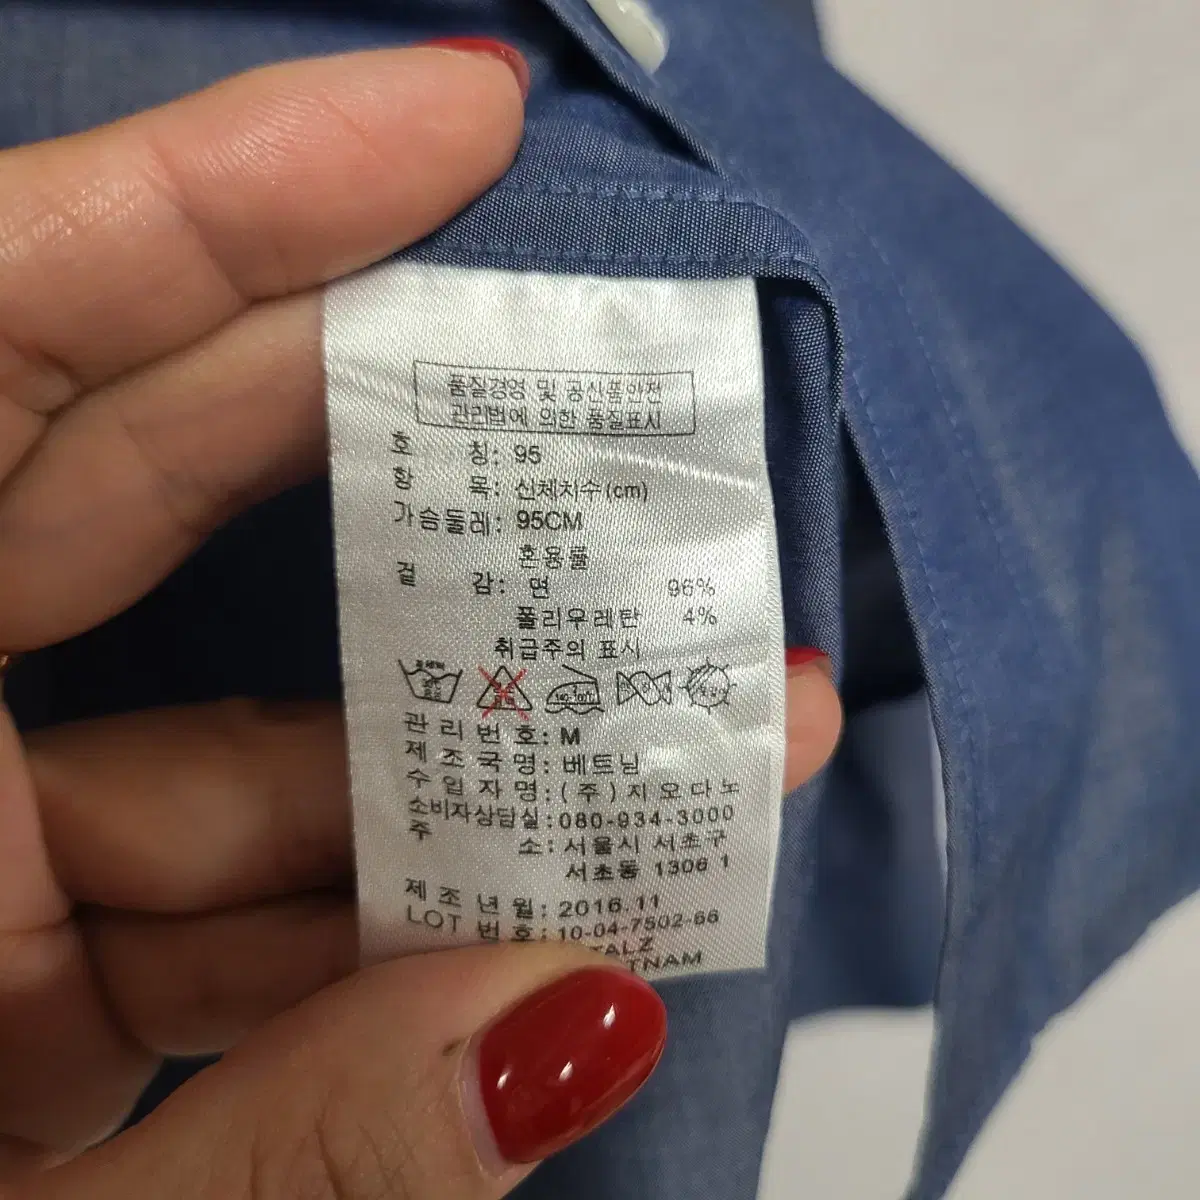 품질경영 및 공산품안전
관리법에 의한 품질표시
호 칭: 95
항 목: 신체치수(cm)
가슴둘레: 95CM
혼용률
겉 감: 면 96%
폴리우레탄 4%
취급주의 표시
관 리 번 호: M
제 조 국 명: 베트남
수 입 자 명: (주) 지오다노
소비자상담실: 080-934-3000
주 소: 서울시 서초구
서초동 1306 1
제 조 년 월: 2016.11
LOT 번 호: 10-04-7502-66